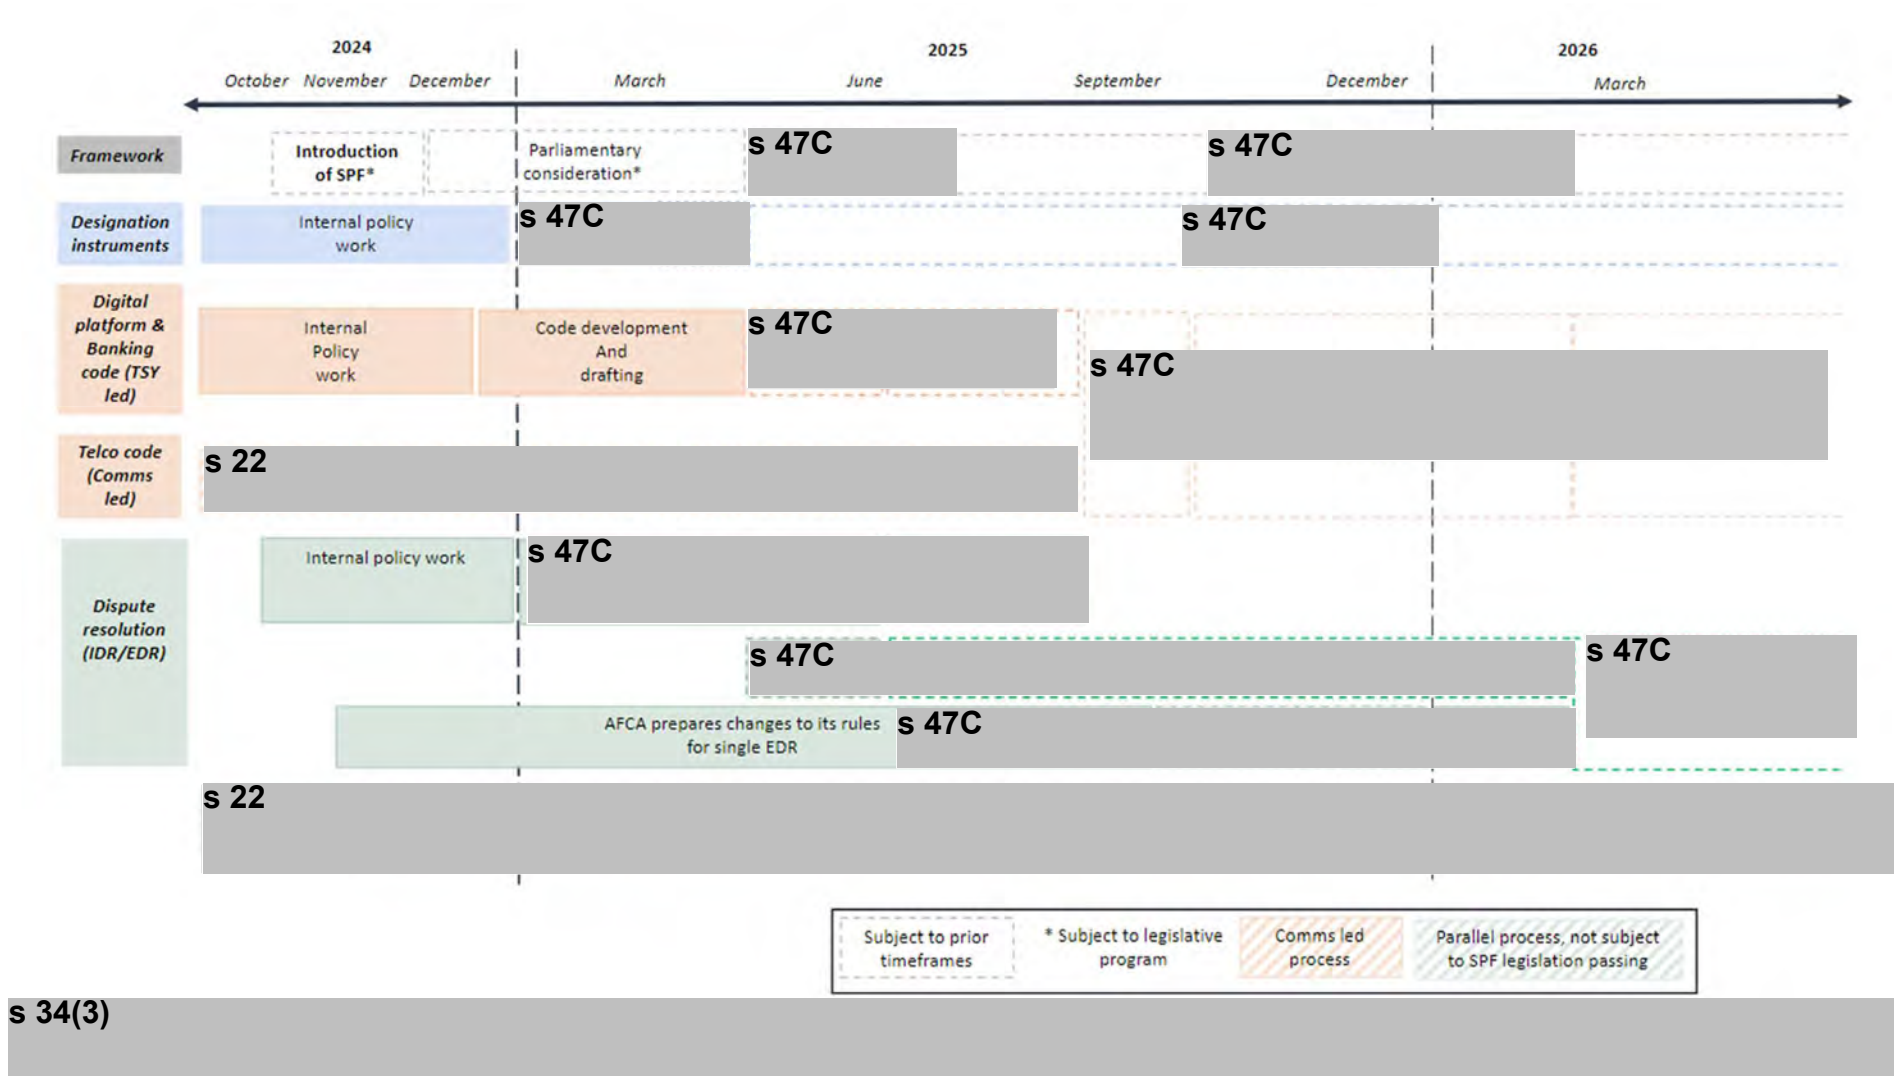 2024
2025
2026
October November December March June September December March
Framework
Introduction
of SPF*
Parliamentary
consideration*
s 47C
s 47C
Designation
instruments
Internal policy
work
s 47C
s 47C
Digital
platform &
Banking
code (TSY
led)
Internal
Policy
work
Code development
And
drafting
s 47C
s 47C
Telco code
(Comms
led)
s 22
Dispute
resolution
(IDR/EDR)
Internal policy work
s 47C
s 47C
s 47C
AFCA prepares changes to its rules
for single EDR
s 47C
s 22
Subject to prior
timeframes
* Subject to legislative
program
Comms led
process
Parallel process, not subject
to SPF legislation passing
s 34(3)